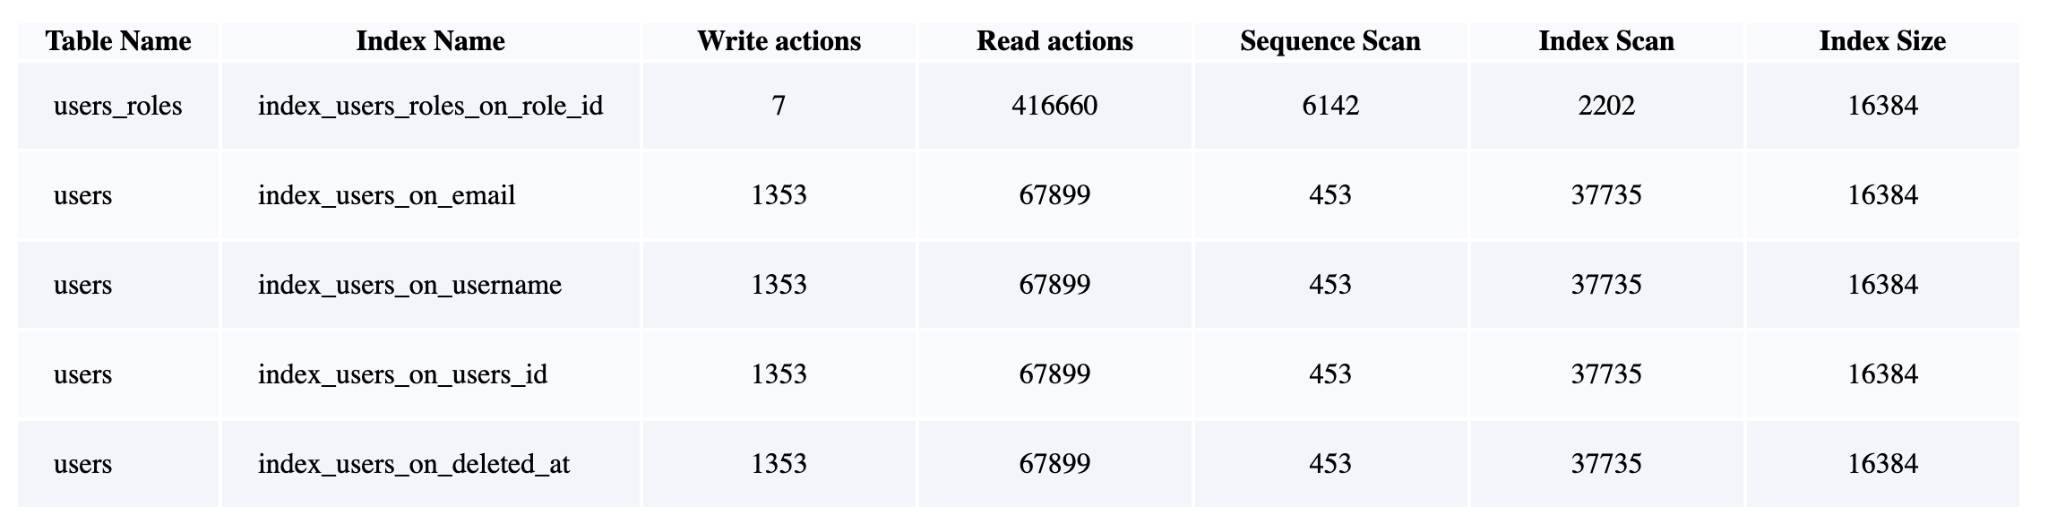 Table Name Index Name Write actions Read actions Sequence Scan Index Scan Index Size
users_roles index_users_roles_on_role_id 7 416660 6142 2202 16384
users index_users_on_email 1353 67899 453 37735 16384
users index_users_on_username 1353 67899 453 37735 16384
users index_users_on_users_id 1353 67899 453 37735 16384
users index_users_on_deleted_at 1353 67899 453 37735 16384